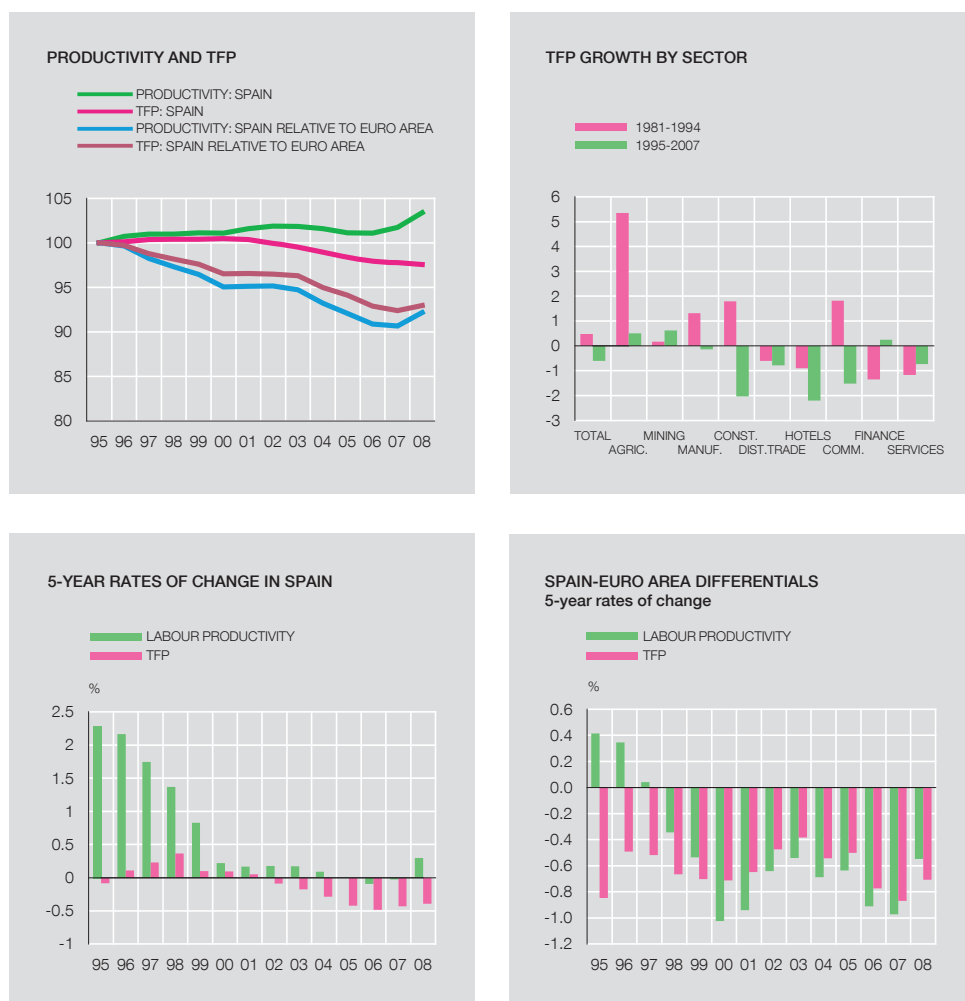 PRODUCTIVITY AND TFP
PRODUCTIVITY: SPAIN
TFP: SPAIN
PRODUCTIVITY: SPAIN RELATIVE TO EURO AREA
TFP: SPAIN RELATIVE TO EURO AREA
105
100
95
90
85
80
95 96 97 98 99 00 01 02 03 04 05 06 07 08
TFP GROWTH BY SECTOR
1981-1994
1995-2007
6
5
4
3
2
1
0
-1
-2
-3
TOTAL MINING CONST. HOTELS FINANCE
AGRIC. MANUF. DIST.TRADE COMM. SERVICES
5-YEAR RATES OF CHANGE IN SPAIN
LABOUR PRODUCTIVITY
TFP
%
2.5
2
1.5
1
0.5
0
-0.5
-1
95 96 97 98 99 00 01 02 03 04 05 06 07 08
SPAIN-EURO AREA DIFFERENTIALS
5-year rates of change
LABOUR PRODUCTIVITY
TFP
%
0.6
0.4
0.2
0.0
-0.2
-0.4
-0.6
-0.8
-1.0
-1.2
95 96 97 98 99 00 01 02 03 04 05 06 07 08